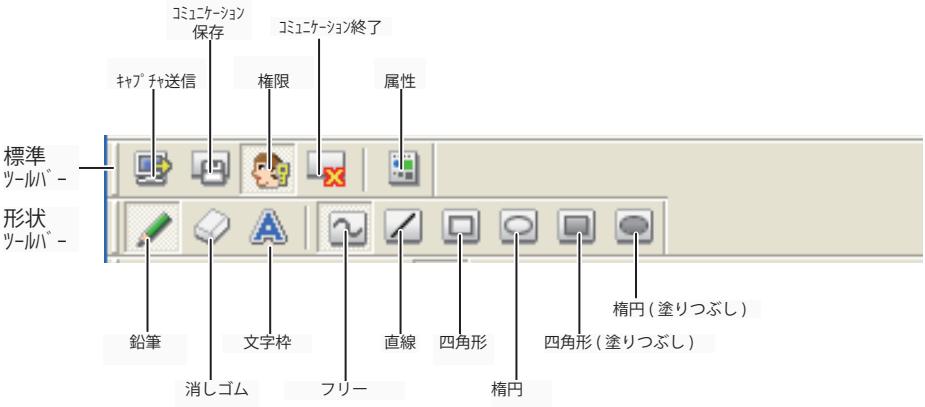 ｺﾐｭﾆｹｰｼｮﾝ
保存
ｺﾐｭﾆｹｰｼｮﾝ終了
ｷｬﾌﾟﾁｬ送信
権限
属性
標準
ﾂｰﾙﾊﾞｰ
形状
ﾂｰﾙﾊﾞｰ
楕円 ( 塗りつぶし )
鉛筆
文字枠
直線
四角形
四角形 ( 塗りつぶし )
消しゴム
フリー
楕円